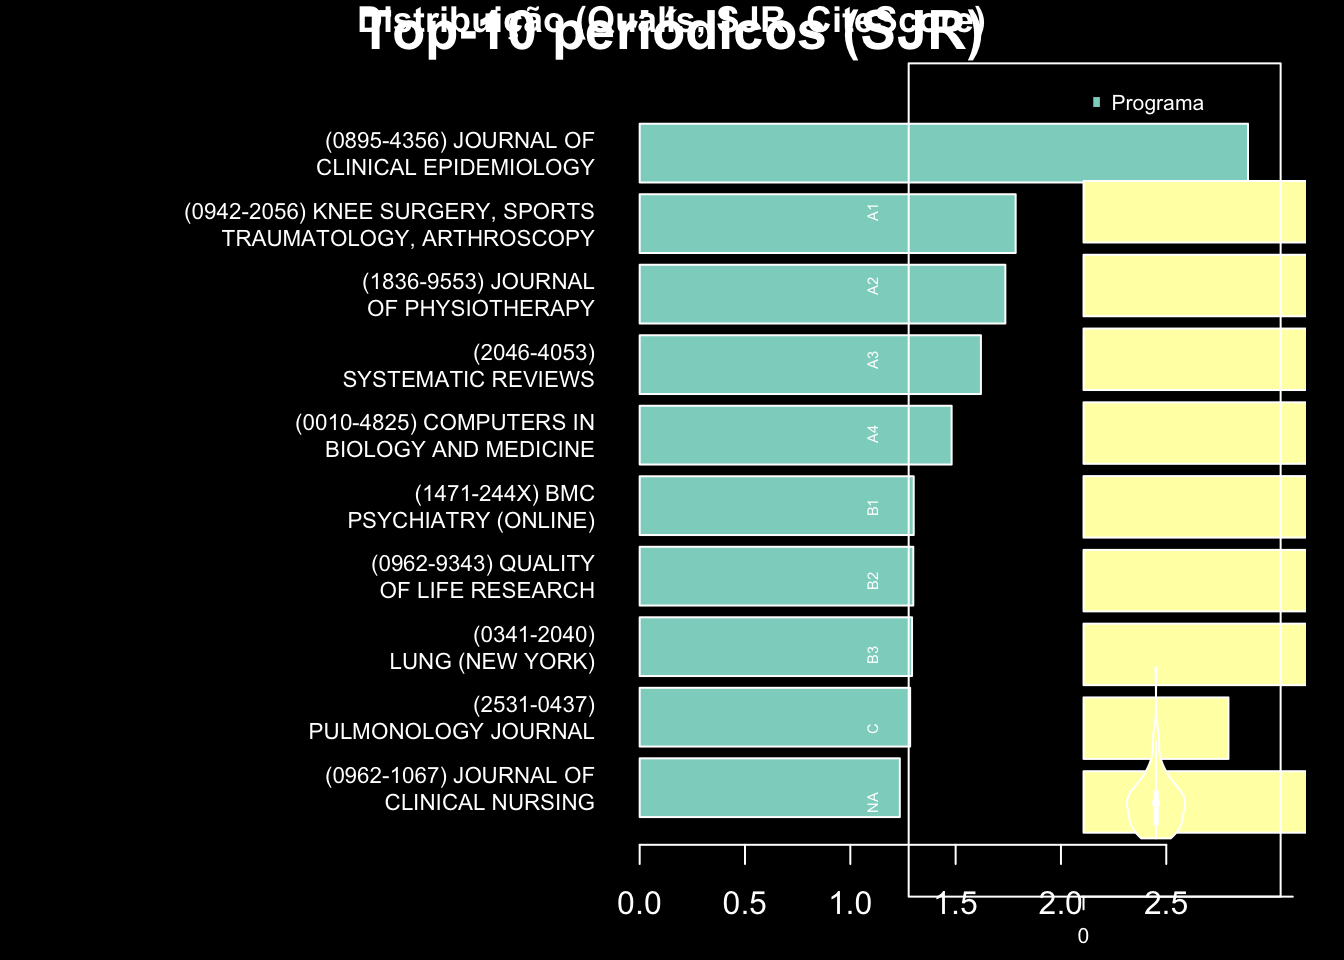 Distribuição (Qualis, SJR, CiteScore)
Top-10 periódicos (SJR)
Programa
(0895-4356) JOURNAL OF
CLINICAL EPIDEMIOLOGY
(0942-2056) KNEE SURGERY, SPORTS
TRAUMATOLOGY, ARTHROSCOPY
A1
(1836-9553) JOURNAL
OF PHYSIOTHERAPY
A2
(2046-4053)
SYSTEMATIC REVIEWS
A3
(0010-4825) COMPUTERS IN
BIOLOGY AND MEDICINE
A4
(1471-244X) BMC
PSYCHIATRY (ONLINE)
B1
(0962-9343) QUALITY
OF LIFE RESEARCH
B2
(0341-2040)
LUNG (NEW YORK)
B3
(2531-0437)
PULMONOLOGY JOURNAL
C
(0962-1067) JOURNAL OF
CLINICAL NURSING
NA
0.0 0.5 1.0 1.5 2.0 2.5
0